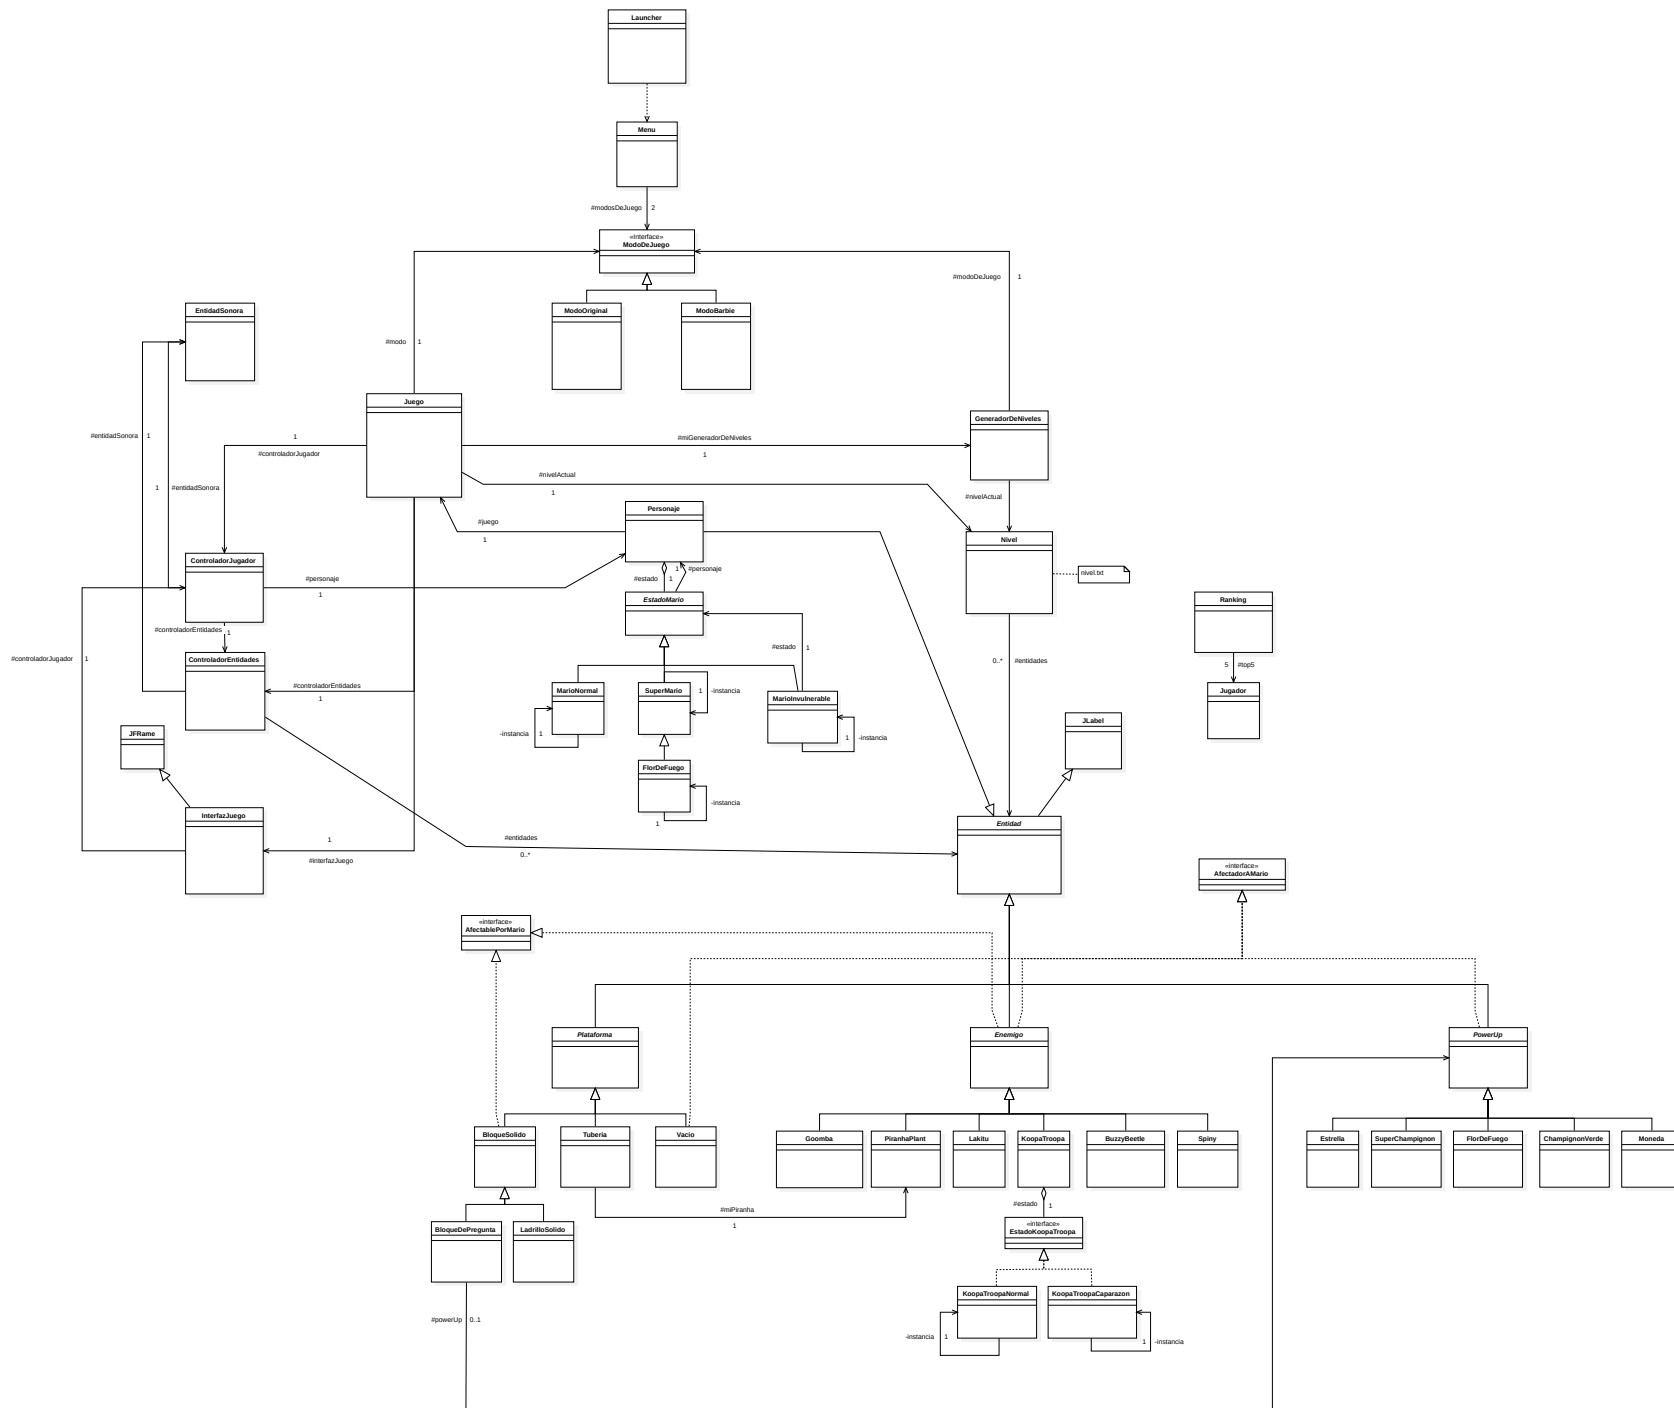 Launcher
Menu
#modosDeJuego 2
«Interface»
ModoDeJuego
#modoDeJuego 1
EntidadSonora
ModoOriginal
ModoBarbie
#modo 1
Juego
GeneradorDeNiveles
#entidadSonora 1
1
#controladorJugador
#miGeneradorDeNiveles
1
#nivelActual
1
1 #entidadSonora
#nivelActual
Personaje
#juego
1
Nivel
nivel.txt
ControladorJugador
#personaje
1
#estado 1
1 #personaje
EstadoMario
Ranking
#controladorEntidades 1
#controladorJugador 1
ControladorEntidades
#estado 1
0..* #entidades
5 #top5
#controladorEntidades
1
MarioNormal
SuperMario
1 -instancia
MarioInvulnerable
Jugador
-instancia 1
1 -instancia
JFRame
JLabel
FlorDeFuego
-instancia
1
InterfazJuego
Entidad
1
#interfazJuego
#entidades
0..*
«interface»
AfectadorAMario
«interface»
AfectablePorMario
Plataforma
Enemigo
PowerUp
BloqueSolido
Tuberia
Vacio
Goomba
PiranhaPlant
Lakitu
KoopaTroopa
BuzzyBeetle
Spiny
Estrella
SuperChampignon
FlorDeFuego
ChampignonVerde
Moneda
#miPiranha
1
#estado 1
«interface»
EstadoKoopaTroopa
BloqueDePregunta
LadrilloSolido
KoopaTroopaNormal
KoopaTroopaCaparazon
#powerUp 0..1
-instancia 1
1 -instancia